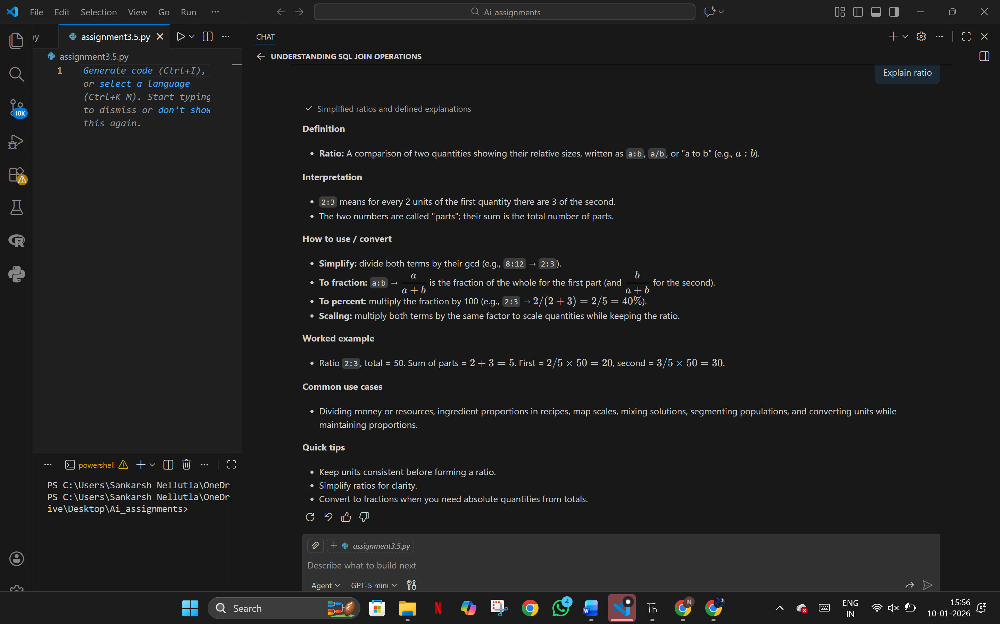 File Edit Selection View Go Run ···
Ai_assignments
py
assignment3.5.py
assignment3.5.py
1
Generate code (Ctrl+I),
or select a language
(Ctrl+K M). Start typing
to dismiss or don't show
this again.
10K
powershell
PS C:\Users\Sankarsh Nellutla\OneDr
PS C:\Users\Sankarsh Nellutla\OneDr
ive\Desktop\Ai_assignments>
CHAT
UNDERSTANDING SQL JOIN OPERATIONS
Explain ratio
Simplified ratios and defined explanations
Definition
• Ratio: A comparison of two quantities showing their relative sizes, written as a:b, a/b, or "a to b" (e.g., a : b).
Interpretation
• 2:3 means for every 2 units of the first quantity there are 3 of the second.
• The two numbers are called "parts"; their sum is the total number of parts.
How to use / convert
• Simplify: divide both terms by their gcd (e.g., 8:12 → 2:3).
• To fraction: a:b → a/(a + b) is the fraction of the whole for the first part (and b/(a + b) for the second).
• To percent: multiply the fraction by 100 (e.g., 2:3 → 2/(2 + 3) = 2/5 = 40%).
• Scaling: multiply both terms by the same factor to scale quantities while keeping the ratio.
Worked example
• Ratio 2:3, total = 50. Sum of parts = 2 + 3 = 5. First = 2/5 × 50 = 20, second = 3/5 × 50 = 30.
Common use cases
• Dividing money or resources, ingredient proportions in recipes, map scales, mixing solutions, segmenting populations, and converting units while
maintaining proportions.
Quick tips
• Keep units consistent before forming a ratio.
• Simplify ratios for clarity.
• Convert to fractions when you need absolute quantities from totals.
assignment3.5.py
Describe what to build next
Agent GPT-5 mini
Search
4
Th
N
ENG
IN
15:56
10-01-2026